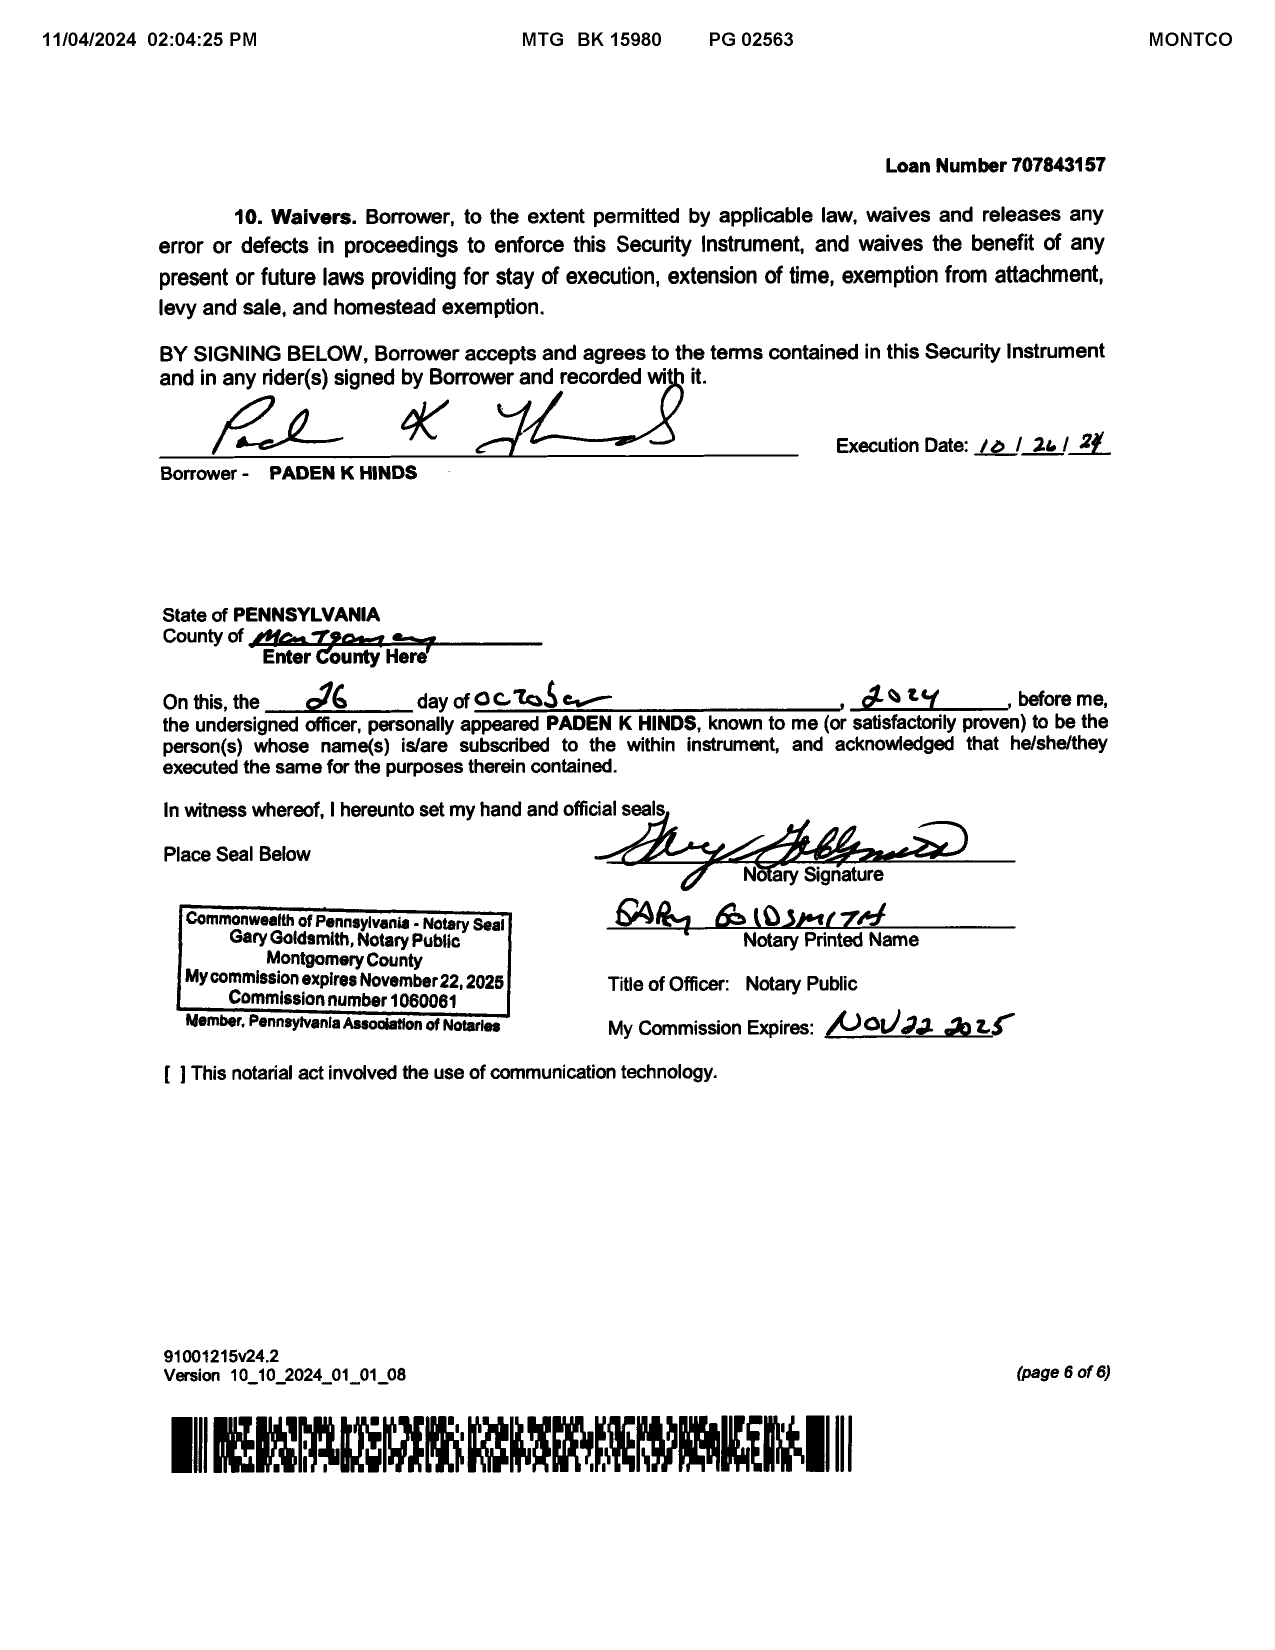 11/04/2024 02:04:25 PM MTG BK 15980 PG 02563 MONTCO
Loan Number 707843157
10. Waivers. Borrower, to the extent permitted by applicable law, waives and releases any
error or defects in proceedings to enforce this Security Instrument, and waives the benefit of any
present or future laws providing for stay of execution, extension of time, exemption from attachment,
levy and sale, and homestead exemption.
BY SIGNING BELOW, Borrower accepts and agrees to the terms contained in this Security Instrument
and in any rider(s) signed by Borrower and recorded with it.
Execution Date: 10 / 26 / 24
Borrower - PADEN K HINDS
State of PENNSYLVANIA
County of Montgomery
Enter County Here
On this, the 26 day of OCTOBER, 2024, before me,
the undersigned officer, personally appeared PADEN K HINDS, known to me (or satisfactorily proven) to be the
person(s) whose name(s) is/are subscribed to the within instrument, and acknowledged that he/she/they
executed the same for the purposes therein contained.
In witness whereof, I hereunto set my hand and official seals.
Place Seal Below
Gary Goldsmith
Notary Signature
GARY GOLDSMITH
Notary Printed Name
Commonwealth of Pennsylvania - Notary Seal
Gary Goldsmith, Notary Public
Montgomery County
My commission expires November 22, 2025
Commission number 1060061
Member, Pennsylvania Association of Notaries
Title of Officer: Notary Public
My Commission Expires: NOV 22 2025
[ ] This notarial act involved the use of communication technology.
91001215v24.2
Version 10_10_2024_01_01_08 (page 6 of 6)